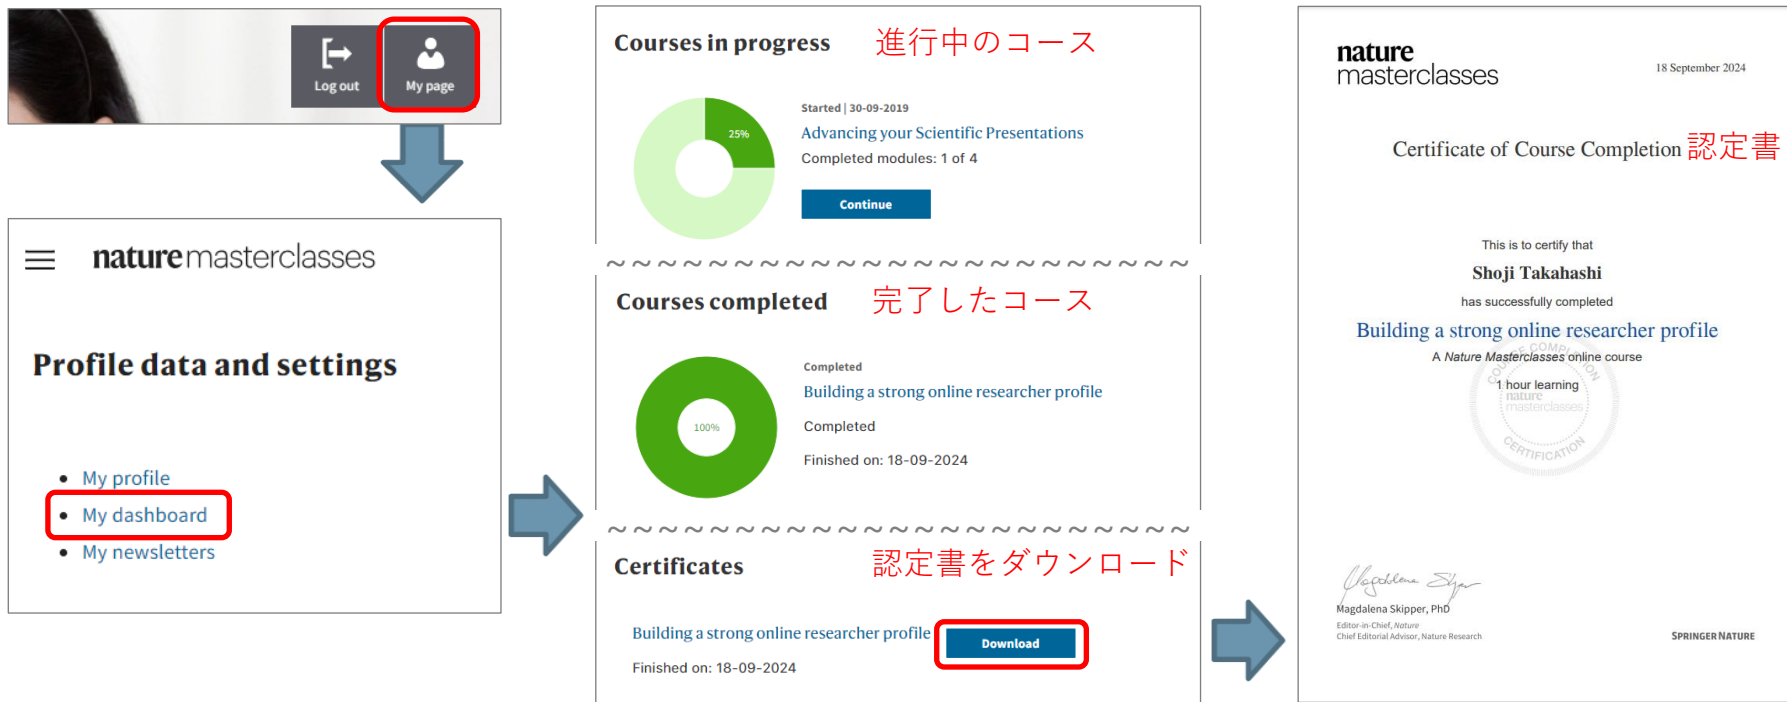 Log out
My page
nature masterclasses
Profile data and settings
• My profile
• My dashboard
• My newsletters
Courses in progress 進行中のコース
25%
Started | 30-09-2019
Advancing your Scientific Presentations
Completed modules: 1 of 4
Continue
~~~~~~~~~~~~~~~~~~~~~~~
Courses completed 完了したコース
100%
Completed
Building a strong online researcher profile
Completed
Finished on: 18-09-2024
~~~~~~~~~~~~~~~~~~~~~~~
Certificates 認定書をダウンロード
Building a strong online researcher profile
Download
Finished on: 18-09-2024
nature
masterclasses
18 September 2024
Certificate of Course Completion 認定書
This is to certify that
Shoji Takahashi
has successfully completed
Building a strong online researcher profile
A Nature Masterclasses online course
1 hour learning
COURSE COMPLETION
nature
masterclasses
CERTIFICATION
Magdalena Skipper
Magdalena Skipper, PhD
Editor-in-Chief, Nature
Chief Editorial Advisor, Nature Research
SPRINGER NATURE